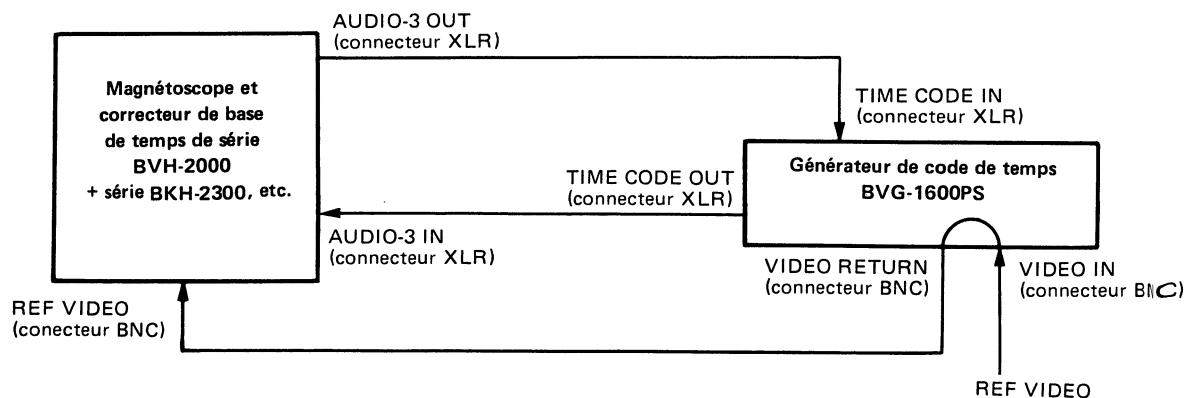 AUDIO-3 OUT
(connecteur XLR)
Magnétoscope et
correcteur de base
de temps de série
BVH-2000
+ série BKH-2300, etc.
TIME CODE IN
(connecteur XLR)
Générateur de code de temps
BVG-1600PS
TIME CODE OUT
(connecteur XLR)
AUDIO-3 IN
(connecteur XLR)
VIDEO RETURN
(connecteur BNC)
VIDEO IN
(connecteur BNC)
REF VIDEO
(conecteur BNC)
REF VIDEO